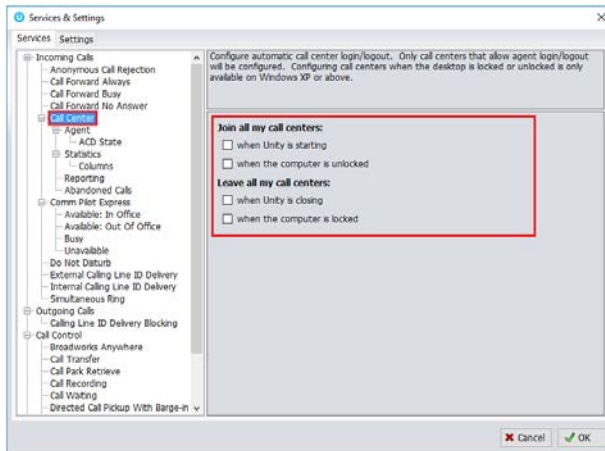 Services & Settings
Services Settings
Incoming Calls
Anonymous Call Rejection
Call Forward Always
Call Forward Busy
Call Forward No Answer
Call Center
Agent
ACD State
Statistics
Columns
Reporting
Abandoned Calls
Comm Pilot Express
Available: In Office
Available: Out Of Office
Busy
Unavailable
Do Not Disturb
External Calling Line ID Delivery
Internal Calling Line ID Delivery
Simultaneous Ring
Outgoing Calls
Calling Line ID Delivery Blocking
Call Control
Broadworks Anywhere
Call Transfer
Call Park Retrieve
Call Recording
Call Waiting
Directed Call Pickup With Barge-in
Configure automatic call center login/logout. Only call centers that allow agent login/logout
will be configured. Configuring call centers when the desktop is locked or unlocked is only
available on Windows XP or above.
Join all my call centers:
when Unity is starting
when the computer is unlocked
Leave all my call centers:
when Unity is closing
when the computer is locked
Cancel OK